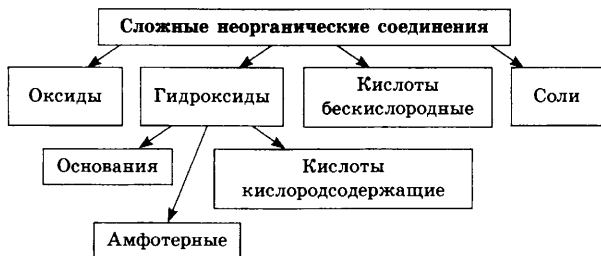 Сложные неорганические соединения
Оксиды
Гидроксиды
Кислоты
бескислородные
Соли
Основания
Кислоты
кислородсодержащие
Амфотерные